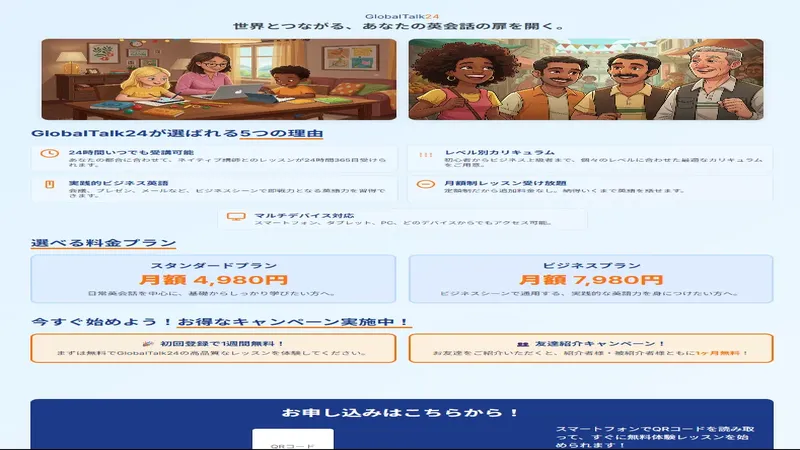 GlobalTalk24
世界とつながる、あなたの英会話の扉を開く。
GlobalTalk24が選ばれる5つの理由
24時間いつでも受講可能
あなたの都合に合わせて、ネイティブ講師とのレッスンが24時間365日受けら
れます。
レベル別カリキュラム
初心者からビジネス上級者まで、個々のレベルに合わせた最適なカリキュラム
をご用意。
実践的ビジネス英語
会議、プレゼン、メールなど、ビジネスシーンで即戦力となる英語力を習得で
きます。
月額制レッスン受け放題
定額制だから追加料金なし。納得いくまで英語を話せます。
マルチデバイス対応
スマートフォン、タブレット、PC、どのデバイスからでもアクセス可能。
選べる料金プラン
スタンダードプラン
月額 4,980円
日常英会話を中心に、基礎からしっかり学びたい方へ。
ビジネスプラン
月額 7,980円
ビジネスシーンで通用する、実践的な英語力を身につけたい方へ。
今すぐ始めよう！お得なキャンペーン実施中！
初回登録で1週間無料！
まずは無料でGlobalTalk24の高品質なレッスンを体験してください。
友達紹介キャンペーン！
お友達をご紹介いただくと、紹介者様・被紹介者様ともに1ヶ月無料！
お申し込みはこちらから！
QRコード
スマートフォンでQRコードを読み取
って、すぐに無料体験レッスンを始
められます！